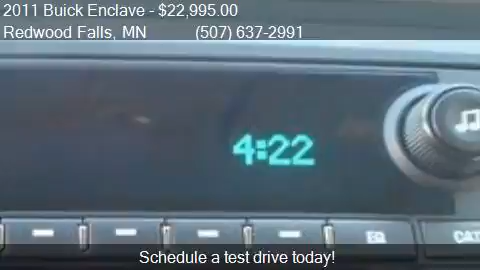 2011 Buick Enclave - $22,995.00
Redwood Falls, MN (507) 637-2991
4:22
EQ
CAT
Schedule a test drive today!